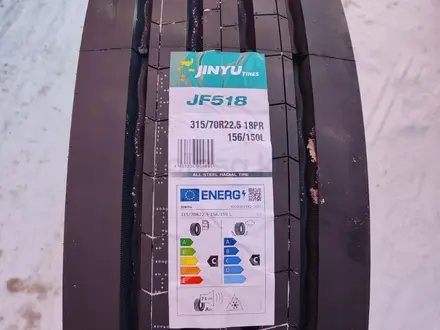 JINYU TIRES
JF518
315/70R22.5 18PR
156/150L
ALL STEEL RADIAL TIRE
ENERG
JINYU
315/70R22.5 156/150 L
A
B
C
D
E
C
A
B
C
D
E
C